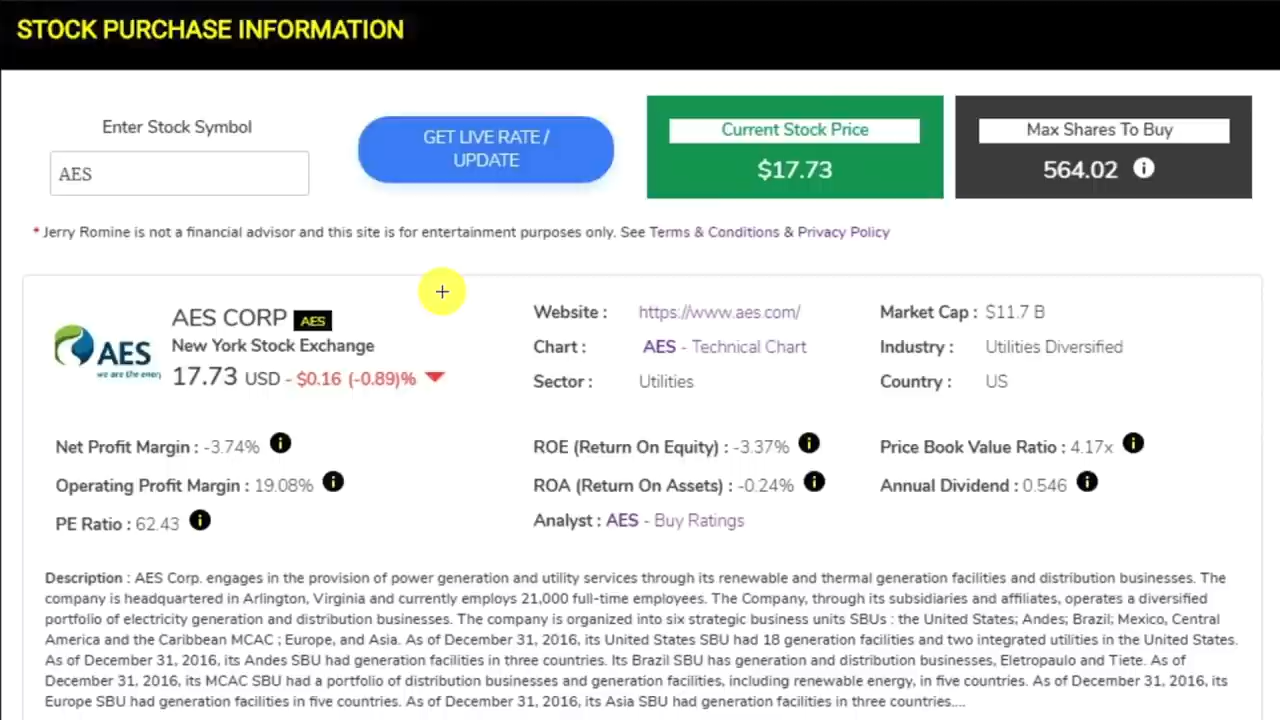 STOCK PURCHASE INFORMATION
Enter Stock Symbol
AES
GET LIVE RATE /
UPDATE
Current Stock Price
$17.73
Max Shares To Buy
564.02
* Jerry Romine is not a financial advisor and this site is for entertainment purposes only. See Terms & Conditions & Privacy Policy
AES
we are the ener
AES CORP AES
New York Stock Exchange
17.73 USD - $0.16 (-0.89)%
Website : https://www.aes.com/
Chart : AES - Technical Chart
Sector : Utilities
Market Cap : $11.7 B
Industry : Utilities Diversified
Country : US
Net Profit Margin : -3.74%
Operating Profit Margin : 19.08%
PE Ratio : 62.43
ROE (Return On Equity) : -3.37%
ROA (Return On Assets) : -0.24%
Analyst : AES - Buy Ratings
Price Book Value Ratio : 4.17x
Annual Dividend : 0.546
Description : AES Corp. engages in the provision of power generation and utility services through its renewable and thermal generation facilities and distribution businesses. The
company is headquartered in Arlington, Virginia and currently employs 21,000 full-time employees. The Company, through its subsidiaries and affiliates, operates a diversified
portfolio of electricity generation and distribution businesses. The company is organized into six strategic business units SBUs : the United States; Andes; Brazil; Mexico, Central
America and the Caribbean MCAC ; Europe, and Asia. As of December 31, 2016, its United States SBU had 18 generation facilities and two integrated utilities in the United States.
As of December 31, 2016, its Andes SBU had generation facilities in three countries. Its Brazil SBU has generation and distribution businesses, Eletropaulo and Tiete. As of
December 31, 2016, its MCAC SBU had a portfolio of distribution businesses and generation facilities, including renewable energy, in five countries. As of December 31, 2016, its
Europe SBU had generation facilities in five countries. As of December 31, 2016, its Asia SBU had generation facilities in three countries....